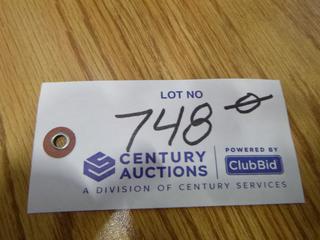 LOT NO
748
CENTURY AUCTIONS
POWERED BY
ClubBid
A DIVISION OF CENTURY SERVICES